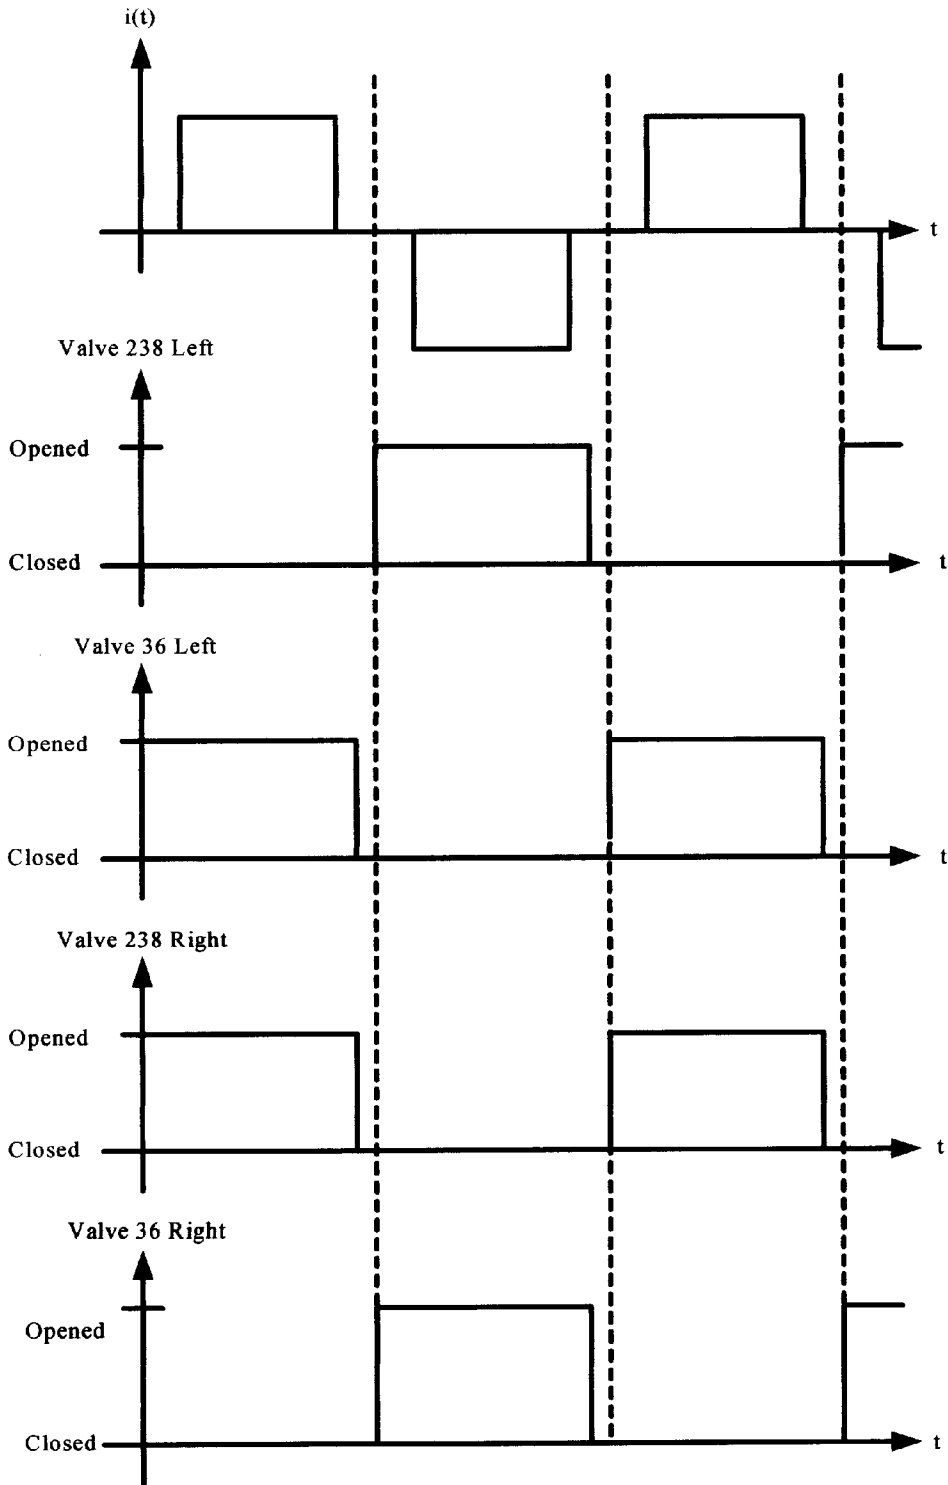 i(t)
t
Valve 238 Left
Opened
Closed
t
Valve 36 Left
Opened
Closed
t
Valve 238 Right
Opened
Closed
t
Valve 36 Right
Opened
Closed
t